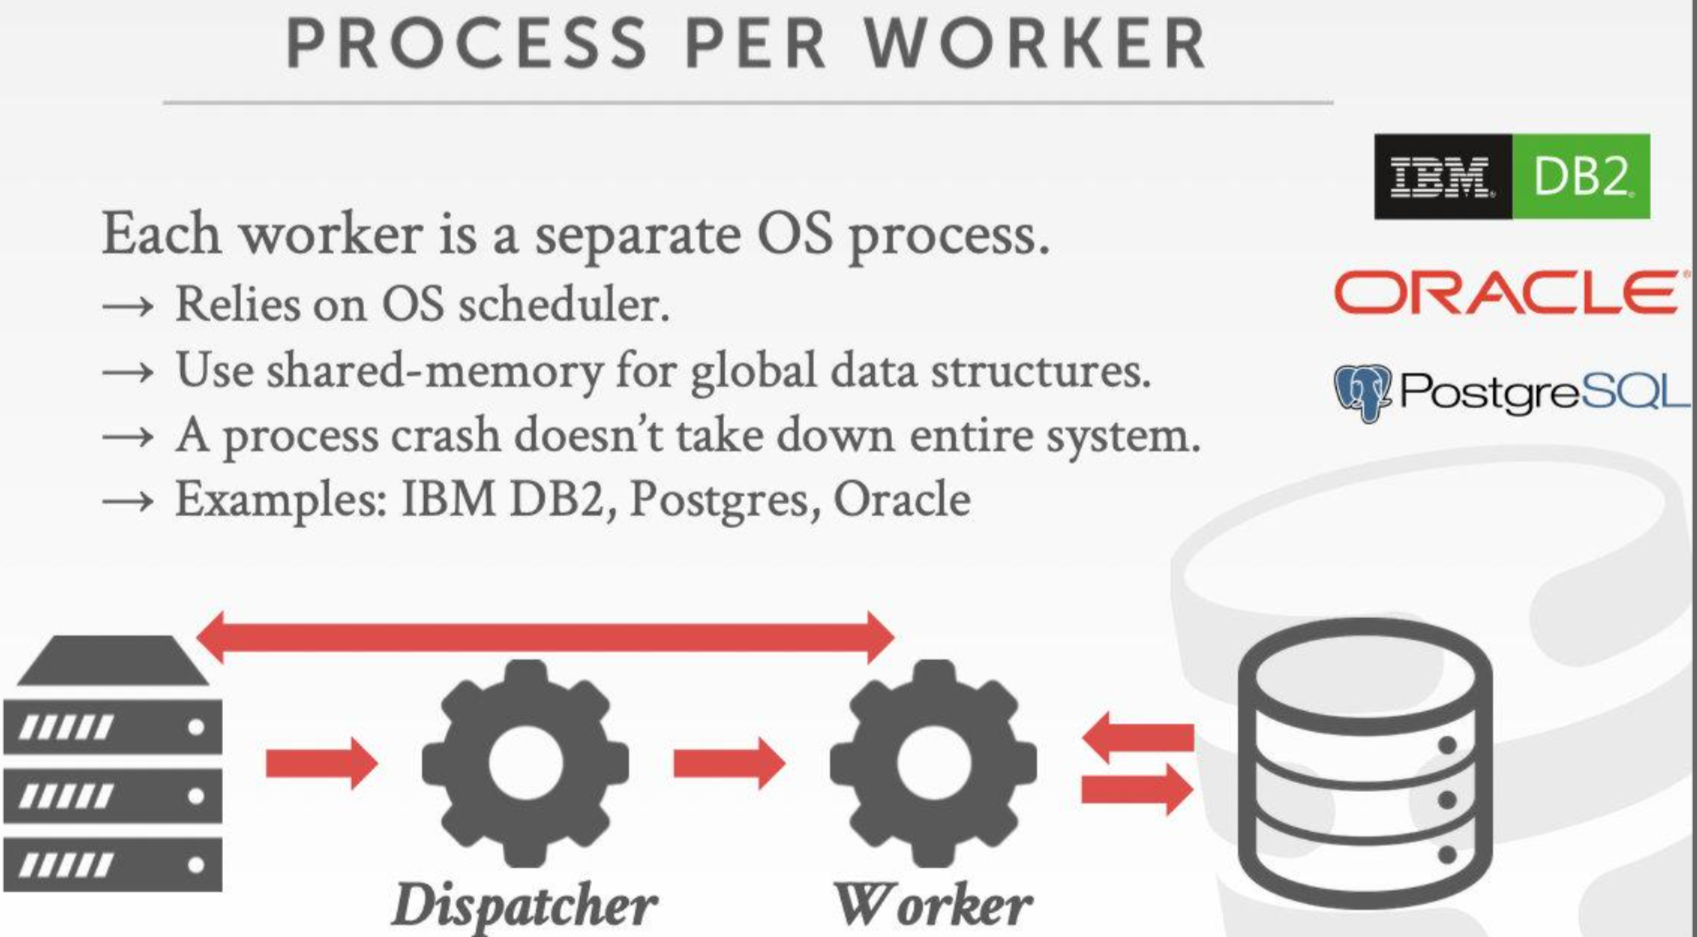 PROCESS PER WORKER
IBM® DB2®
Each worker is a separate OS process.
→ Relies on OS scheduler.
ORACLE®
→ Use shared-memory for global data structures.
PostgreSQL
→ A process crash doesn't take down entire system.
→ Examples: IBM DB2, Postgres, Oracle
Dispatcher
Worker